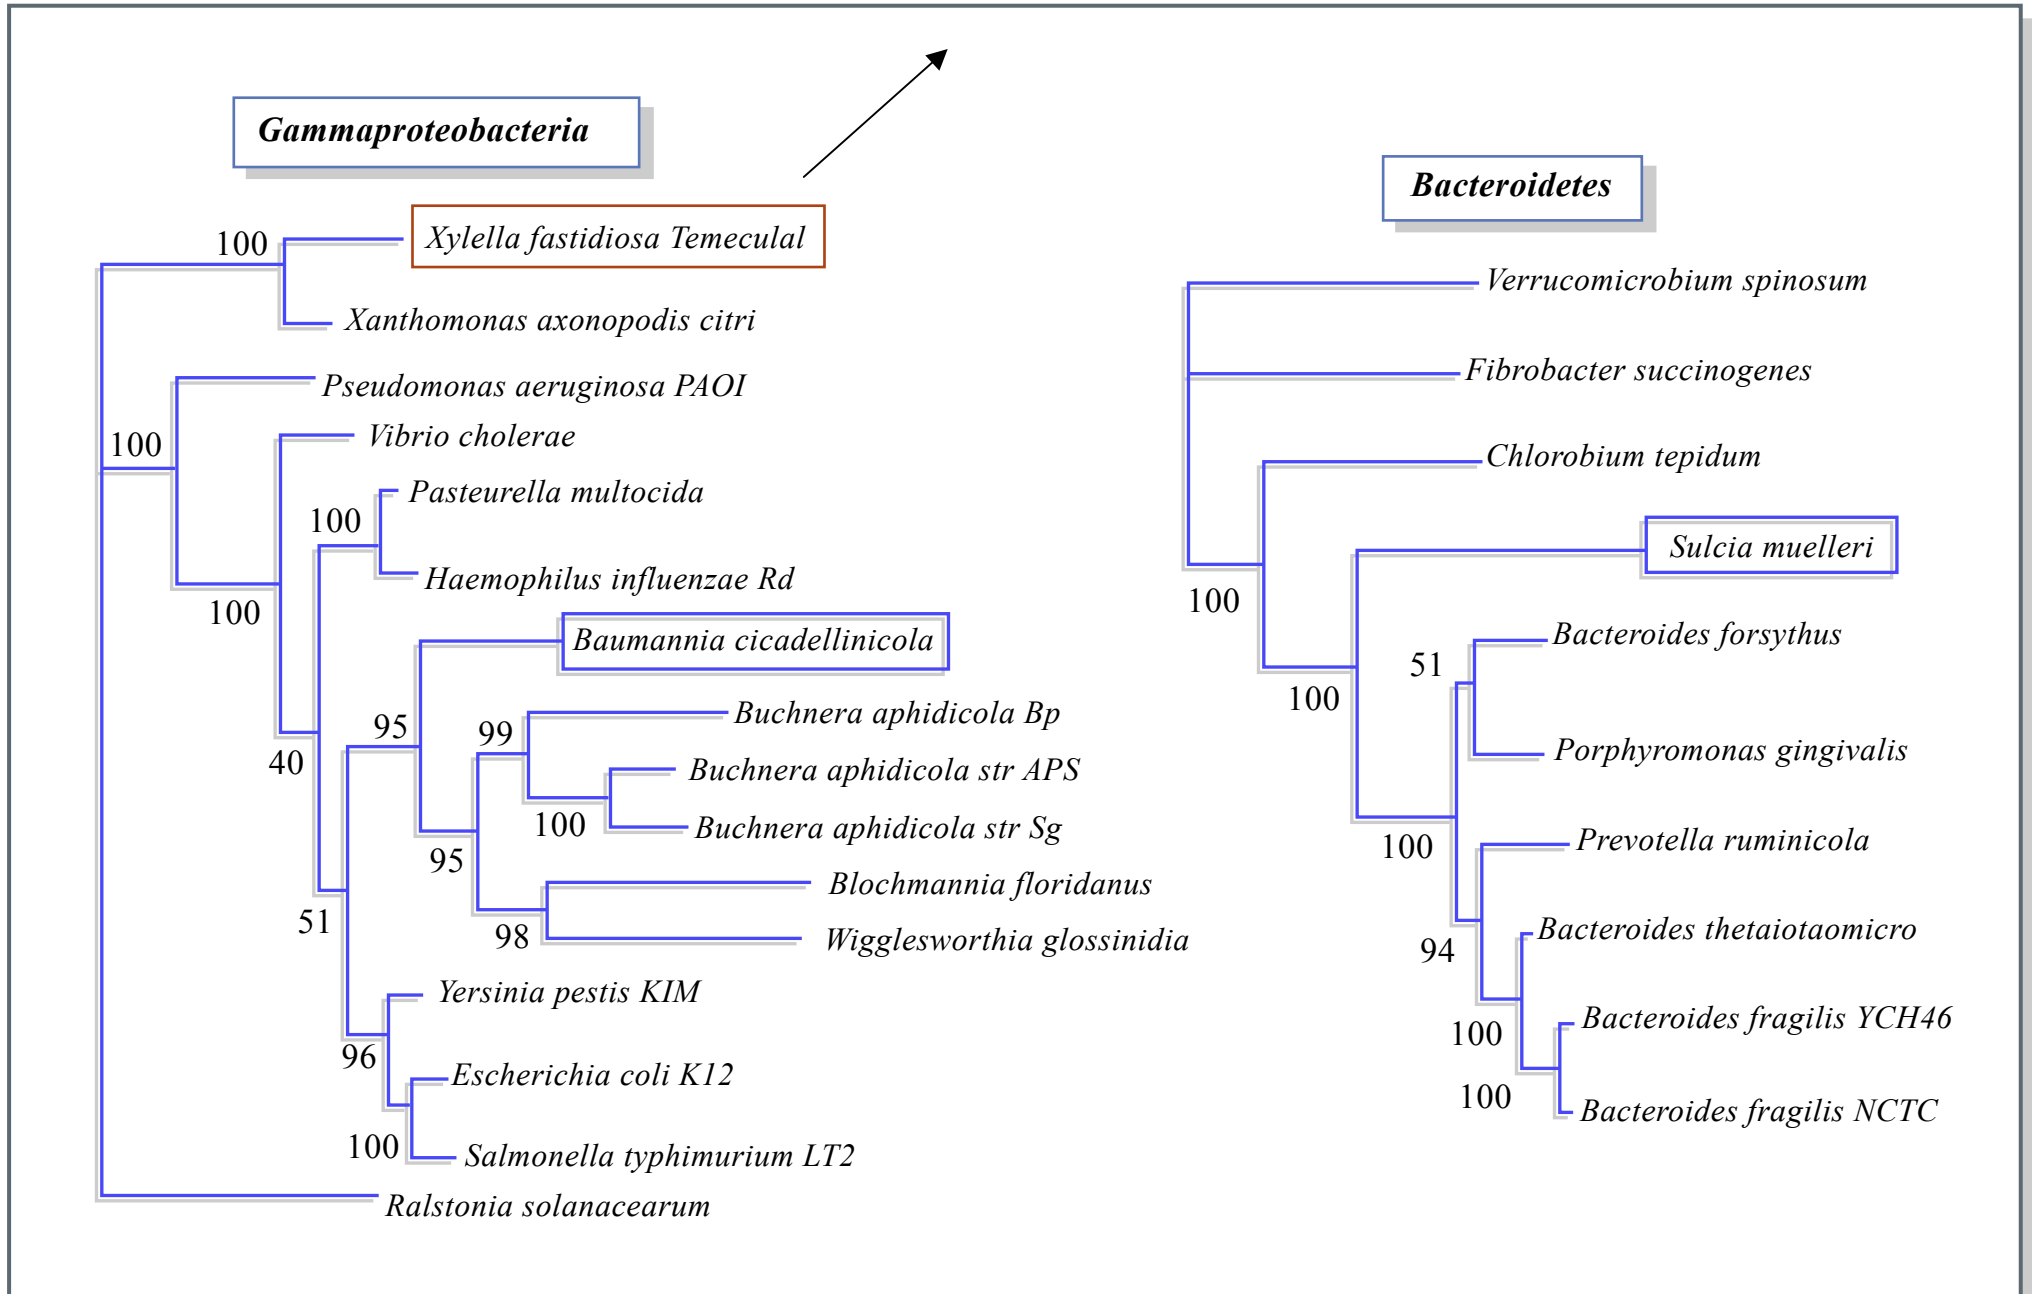 Gammaproteobacteria
100
Xylella fastidiosa Temeculal
Xanthomonas axonopodis citri
Pseudomonas aeruginosa PAOI
100
Vibrio cholerae
Pasteurella multocida
100
Haemophilus influenzae Rd
100
Baumannia cicadellinicola
Buchnera aphidicola Bp
95
99
40
Buchnera aphidicola str APS
100
Buchnera aphidicola str Sg
95
Blochmannia floridanus
51
98
Wigglesworthia glossinidia
Yersinia pestis KIM
96
Escherichia coli K12
100
Salmonella typhimurium LT2
Ralstonia solanacearum
Bacteroidetes
Verrucomicrobium spinosum
Fibrobacter succinogenes
Chlorobium tepidum
Sulcia muelleri
100
Bacteroides forsythus
51
100
Porphyromonas gingivalis
100
Prevotella ruminicola
Bacteroides thetaiotaomicro
94
Bacteroides fragilis YCH46
100
100
Bacteroides fragilis NCTC